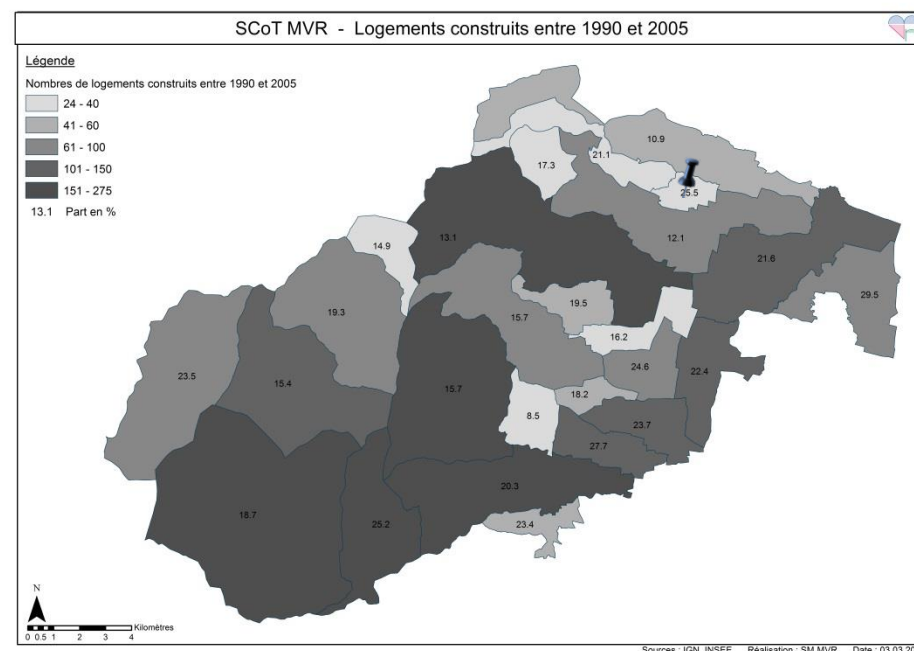 SCoT MVR - Logements construits entre 1990 et 2005
Légende
Nombres de logements construits entre 1990 et 2005
24 - 40
41 - 60
61 - 100
101 - 150
151 - 275
13.1 Part en %
10.9
21.1
17.3
25.5
12.1
14.9
13.1
21.6
29.5
19.5
19.3
15.7
16.2
23.5
24.6
22.4
15.4
15.7
18.2
8.5
23.7
27.7
20.3
18.7
25.2
23.4
N
Kilomètres
0 0.5 1 2 3 4
Sources : IGN, INSEE Réalisation : SM MVR Date : 03.03.20